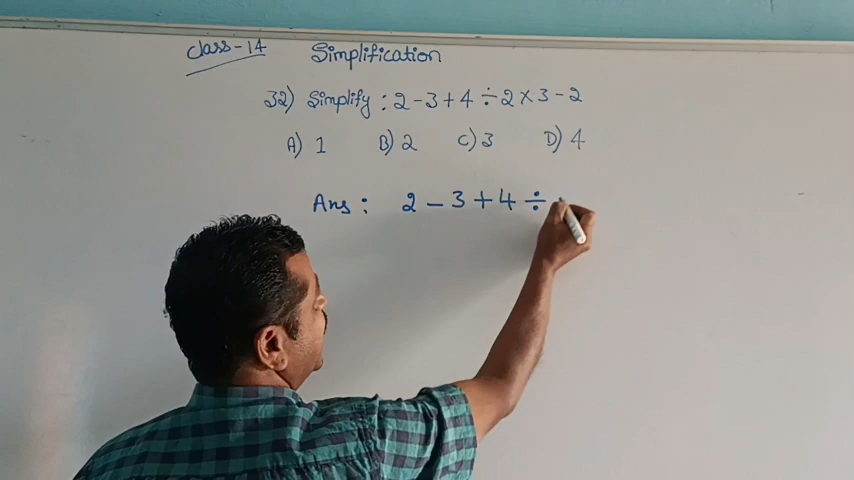 Class-14 Simplification
32) Simplify : 2 - 3 + 4 ÷ 2 × 3 - 2
A) 1 B) 2 C) 3 D) 4
Ans : 2 - 3 + 4 ÷